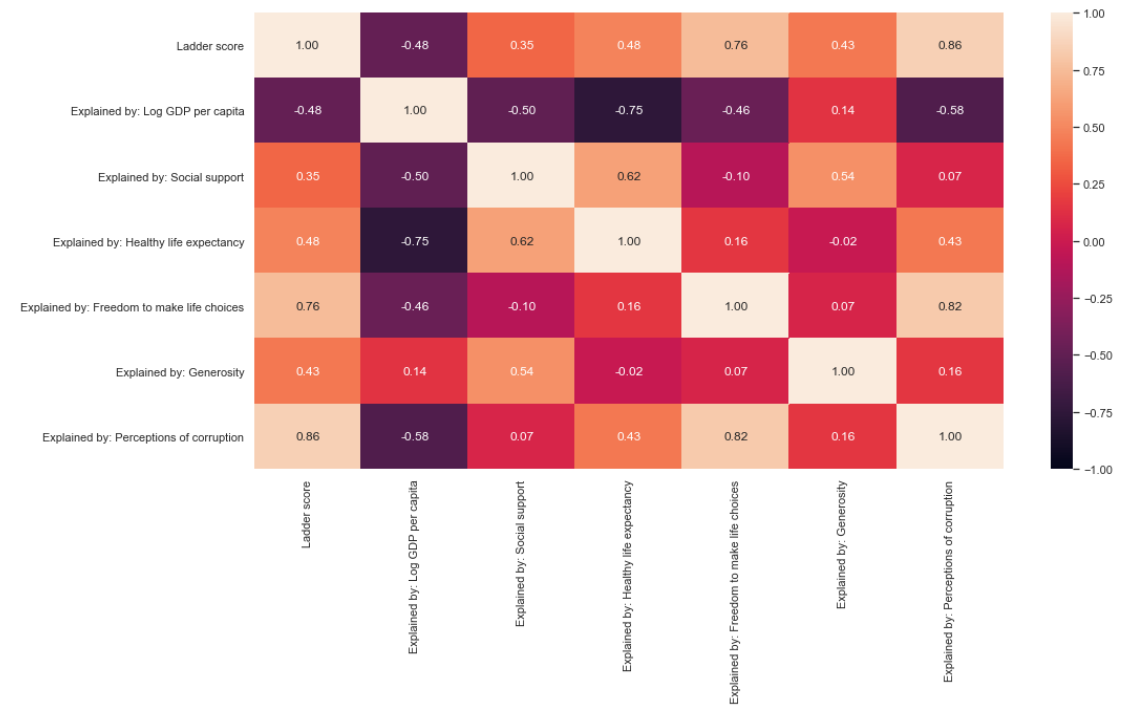 Ladder score 1.00 -0.48 0.35 0.48 0.76 0.43 0.86
Explained by: Log GDP per capita -0.48 1.00 -0.50 -0.75 -0.46 0.14 -0.58
Explained by: Social support 0.35 -0.50 1.00 0.62 -0.10 0.54 0.07
Explained by: Healthy life expectancy 0.48 -0.75 0.62 1.00 0.16 -0.02 0.43
Explained by: Freedom to make life choices 0.76 -0.46 -0.10 0.16 1.00 0.07 0.82
Explained by: Generosity 0.43 0.14 0.54 -0.02 0.07 1.00 0.16
Explained by: Perceptions of corruption 0.86 -0.58 0.07 0.43 0.82 0.16 1.00
Ladder score
Explained by: Log GDP per capita
Explained by: Social support
Explained by: Healthy life expectancy
Explained by: Freedom to make life choices
Explained by: Generosity
Explained by: Perceptions of corruption
1.00
0.75
0.50
0.25
0.00
−0.25
−0.50
−0.75
−1.00